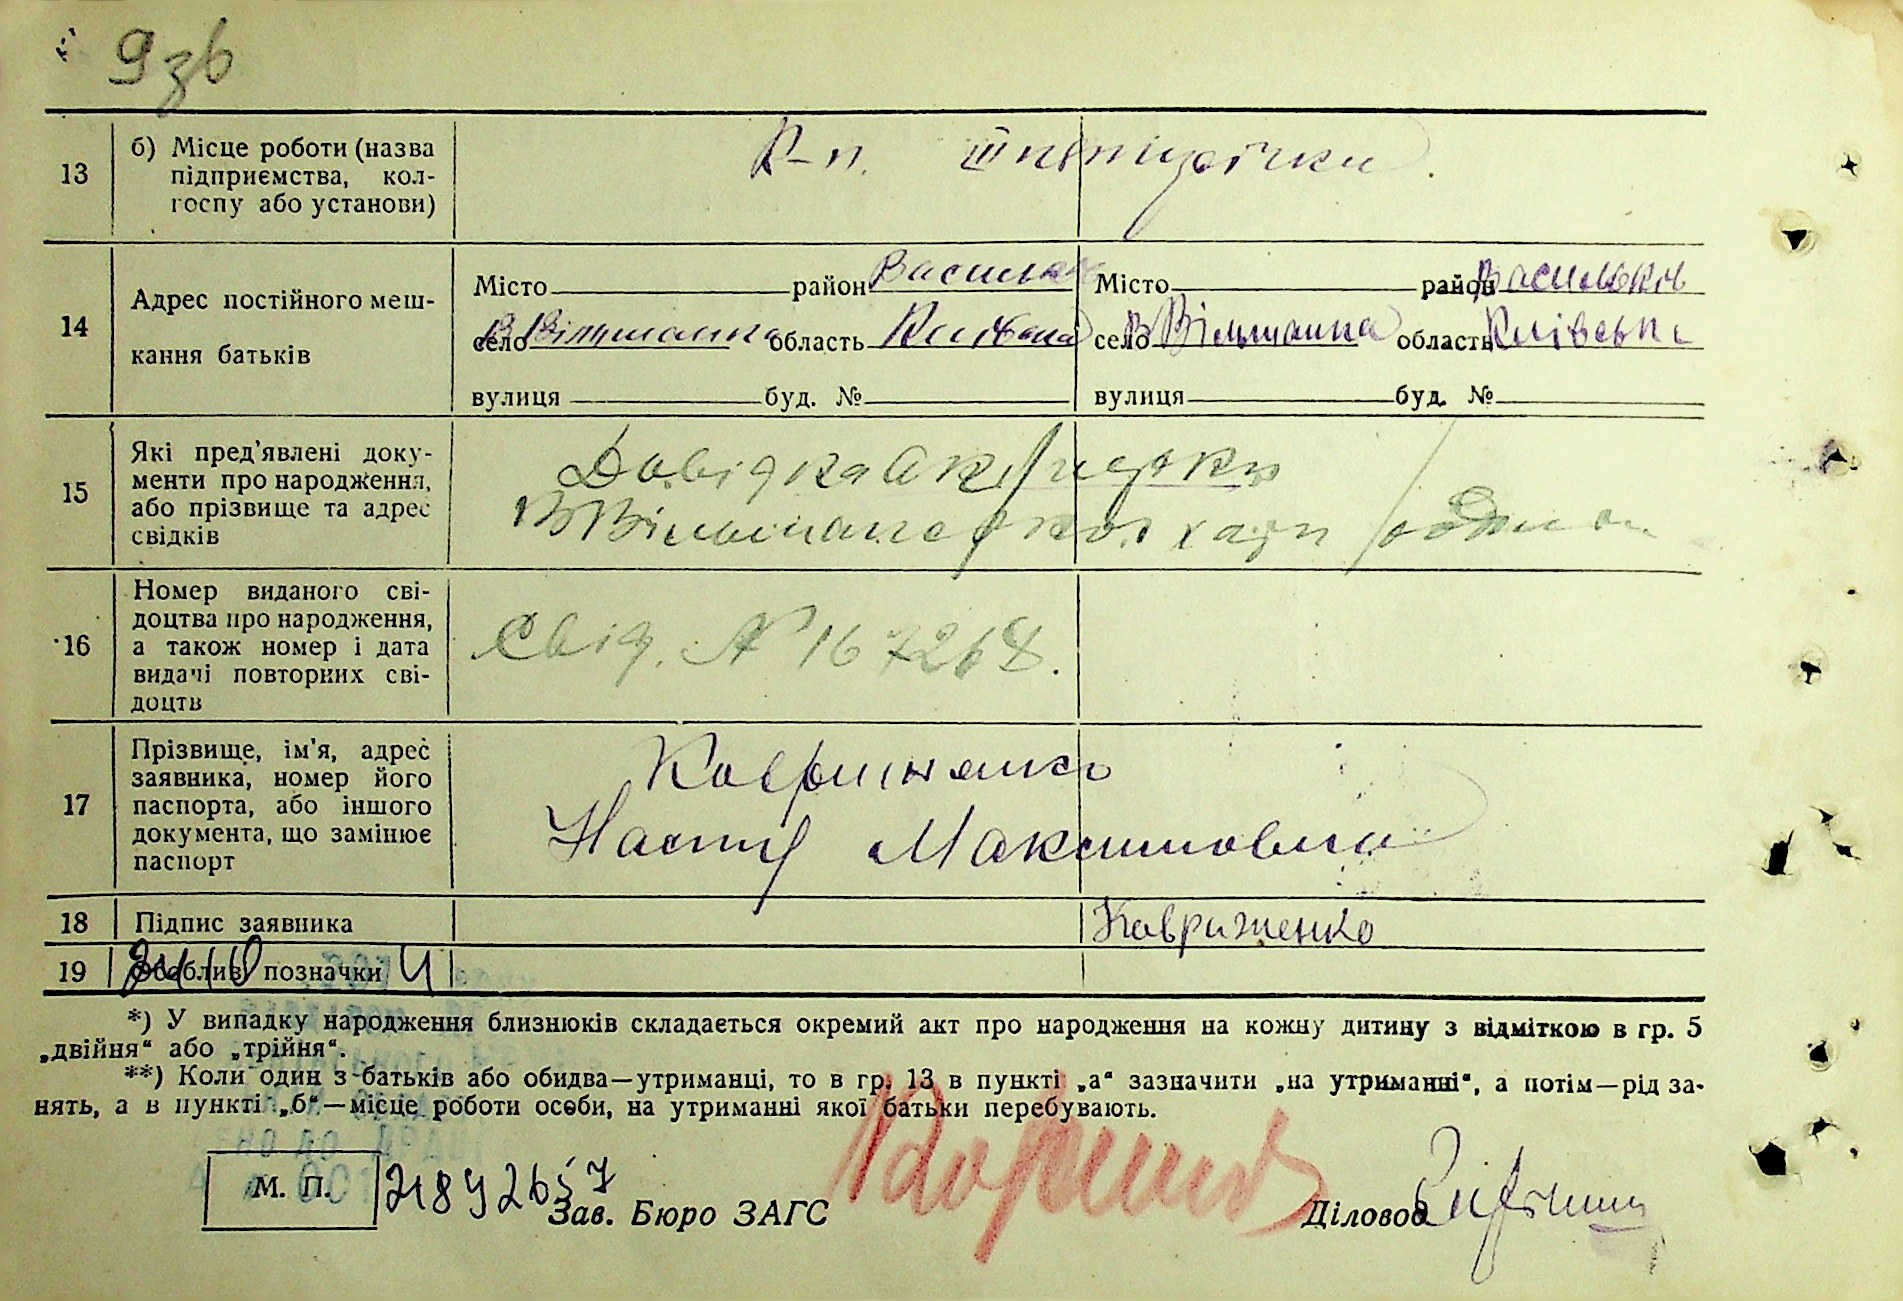 9зв
13 б) Місце роботи (назва
підприємства, кол-
госпу або установи)
К-п. III п'ятирічки.
14 Адрес постійного меш-
кання батьків
Місто район Васильк Місто район Васильків
село В Вільшанка область Київська село В Вільшанка область Київська
вулиця буд. № вулиця буд. №
15 Які пред'явлені доку-
менти про народження,
або прізвище та адрес
свідків
Довідка
В Вільшанської ради
16 Номер виданого сві-
доцтва про народження,
а також номер і дата
видачі повторних сві-
доцтв
Свід. № 167268.
17 Прізвище, ім'я, адрес
заявника, номер його
паспорта, або іншого
документа, що замінює
паспорт
Кавриженко
Настя Максимовна
18 Підпис заявника Кавриженко
19 Особливі позначки
*) У випадку народження близнюків складається окремий акт про народження на кожну дитину з відміткою в гр. 5
„двійня“ або „трійня“.
**) Коли один з батьків або обидва—утриманці, то в гр. 13 в пункті „а“ зазначити „на утриманні“, а потім—рід за-
нять, а в пункті „б“—місце роботи особи, на утриманні якої батьки перебувають.
М. П.
Зав. Бюро ЗАГС Діловод